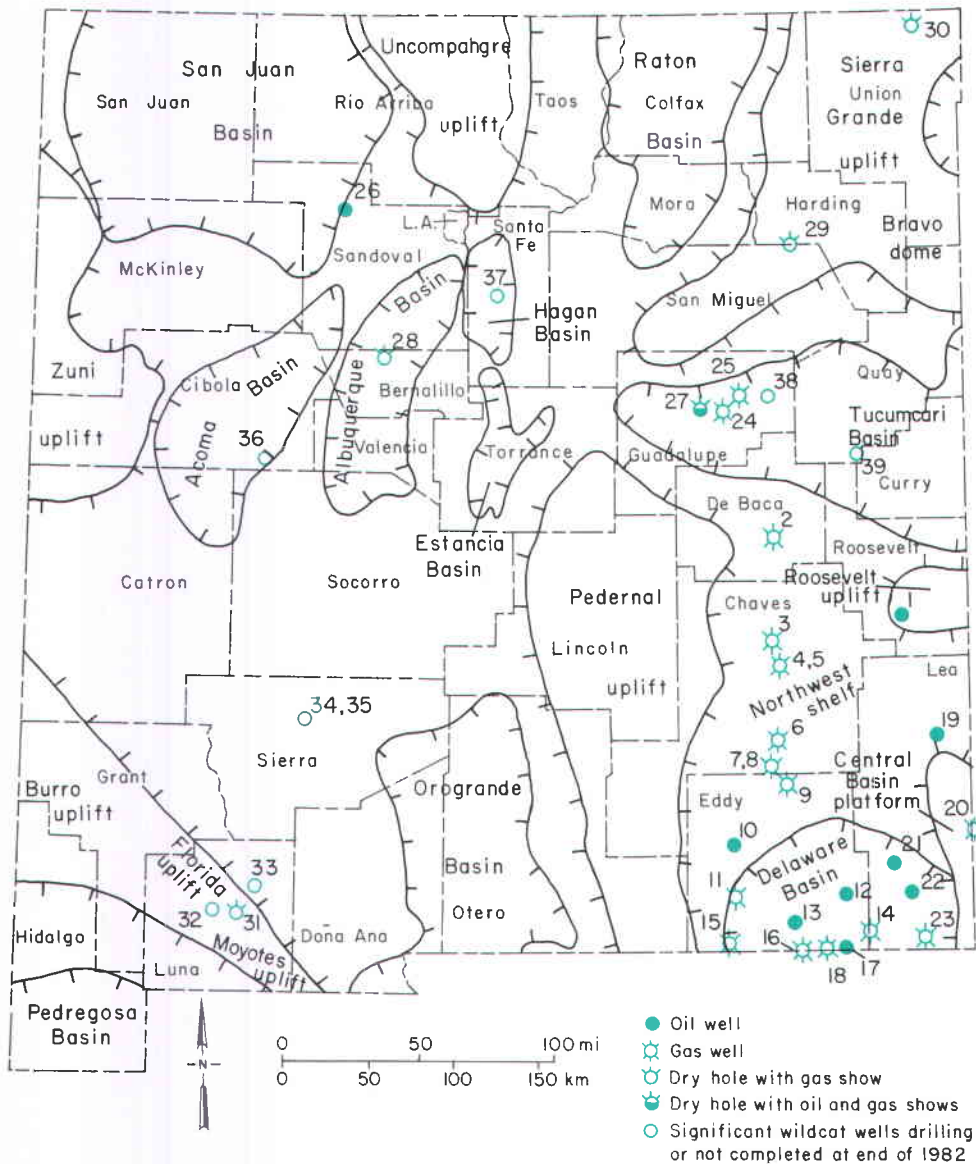 Uncompahgre
uplift
30
San Juan
Basin
San Juan
Rio Arriba
Taos
Raton
Colfax
Basin
Sierra
Union
Grande
uplift
26
L.A.
Santa
Fe
Mora
Harding
29
Bravo
dome
McKinley
Sandoval
Basin
37
Hagan
Basin
San Miguel
Zuni
uplift
Cibola
Basin
Acoma
36
28
Albuquerque
Bernalillo
Valencia
Torrance
25
38
27
24
Guadalupe
Quay
Tucumcari
Basin
39
Curry
De Baca
2
Estancia
Basin
Roosevelt
Roosevelt
uplift
1
Catron
Socorro
Pedernal
Lincoln
uplift
Chaves
3
4,5
Northwest
shelf
Lea
34,35
Sierra
6
7,8
9
19
Central
Basin
platform
20
Grant
Burro
uplift
Orogrande
Basin
Otero
Eddy
10
21
Florida
uplift
33
32
31
Delaware
Basin
11
12
22
13
14
15
16
17
18
23
Hidalgo
Luna
Moyotes
uplift
Doña Ana
Pedregosa
Basin
N
0 50 100 mi
0 50 100 150 km
Oil well
Gas well
Dry hole with gas show
Dry hole with oil and gas shows
Significant wildcat wells drilling
or not completed at end of 1982